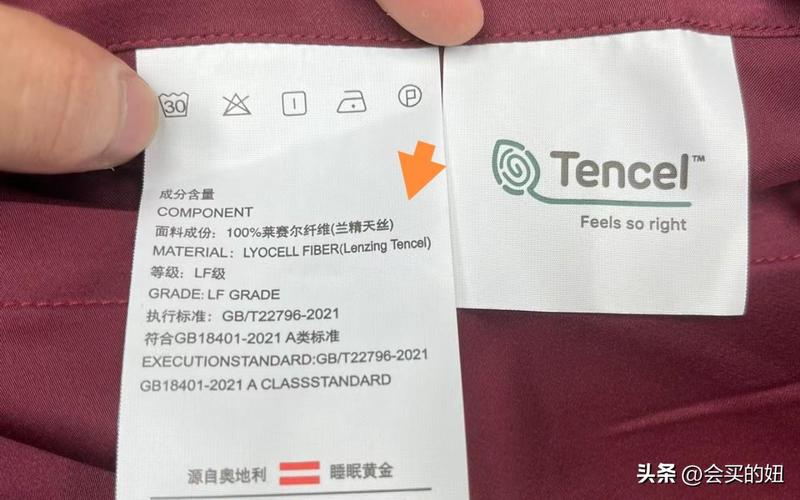 30
P
成分含量
COMPONENT
面料成份：100%莱赛尔纤维(兰精天丝)
MATERIAL：LYOCELL FIBER(Lenzing Tencel)
等级：LF级
GRADE: LF GRADE
执行标准：GB/T22796-2021
符合GB18401-2021 A类标准
EXECUTIONSTANDARD:GB/T22796-2021
GB18401-2021 A CLASSSTANDARD
源自奥地利 睡眠黄金
Tencel™
Feels so right
头条 @会买的妞